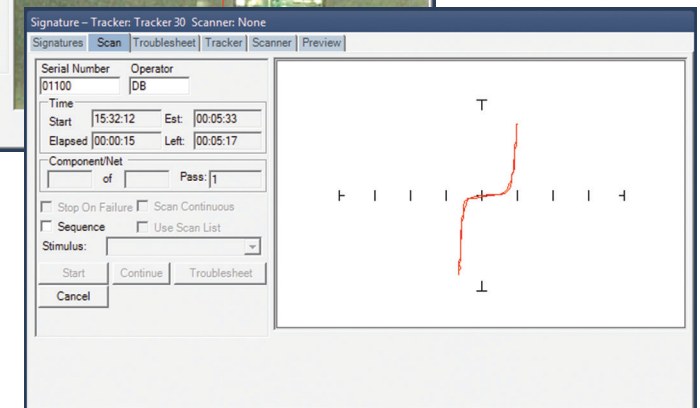 Signature – Tracker: Tracker 30 Scanner: None
Signatures Scan Troublesheet Tracker Scanner Preview
Serial Number Operator
01100 DB
Time
Start 15:32:12 Est: 00:05:33
Elapsed 00:00:15 Left: 00:05:17
Component/Net
of Pass: 1
Stop On Failure Scan Continuous
Sequence Use Scan List
Stimulus:
Start Continue Troublesheet
Cancel